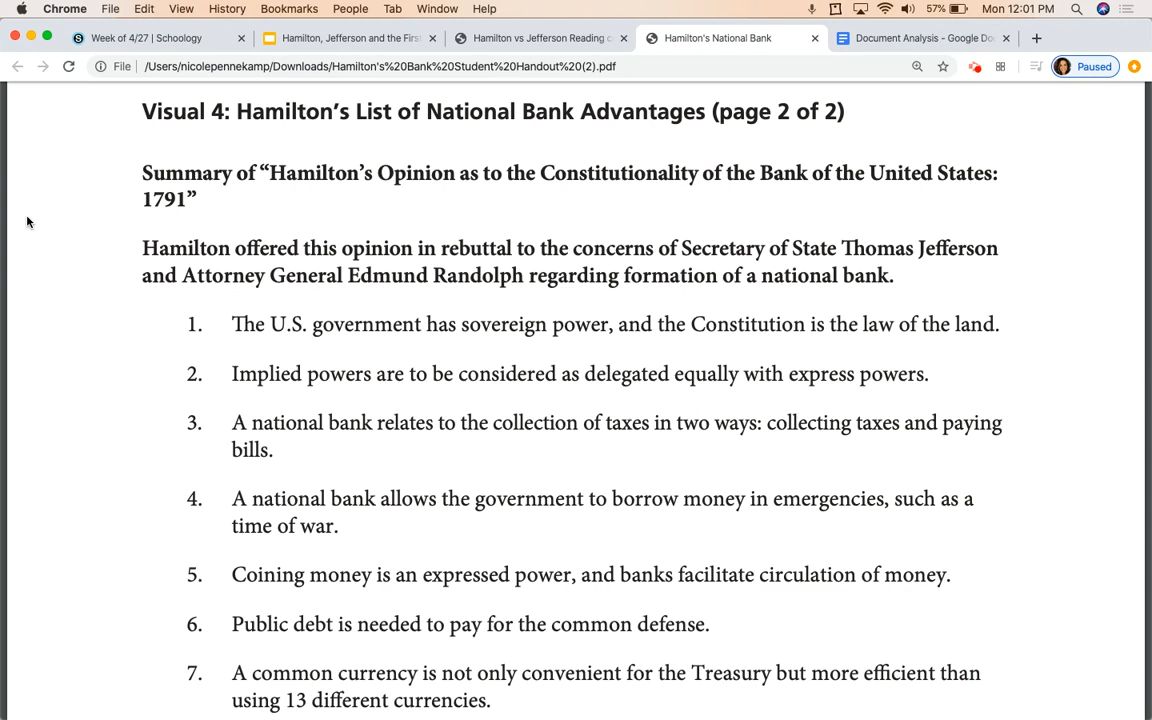 Chrome File Edit View History Bookmarks People Tab Window Help 57% Mon 12:01 PM
Week of 4/27 | Schoology Hamilton, Jefferson and the Firs Hamilton vs Jefferson Reading c Hamilton's National Bank Document Analysis - Google Do
File /Users/nicolepennekamp/Downloads/Hamilton's%20Bank%20Student%20Handout%20(2).pdf Paused
Visual 4: Hamilton's List of National Bank Advantages (page 2 of 2)
Summary of “Hamilton's Opinion as to the Constitutionality of the Bank of the United States:
1791”
Hamilton offered this opinion in rebuttal to the concerns of Secretary of State Thomas Jefferson
and Attorney General Edmund Randolph regarding formation of a national bank.
1. The U.S. government has sovereign power, and the Constitution is the law of the land.
2. Implied powers are to be considered as delegated equally with express powers.
3. A national bank relates to the collection of taxes in two ways: collecting taxes and paying
bills.
4. A national bank allows the government to borrow money in emergencies, such as a
time of war.
5. Coining money is an expressed power, and banks facilitate circulation of money.
6. Public debt is needed to pay for the common defense.
7. A common currency is not only convenient for the Treasury but more efficient than
using 13 different currencies.